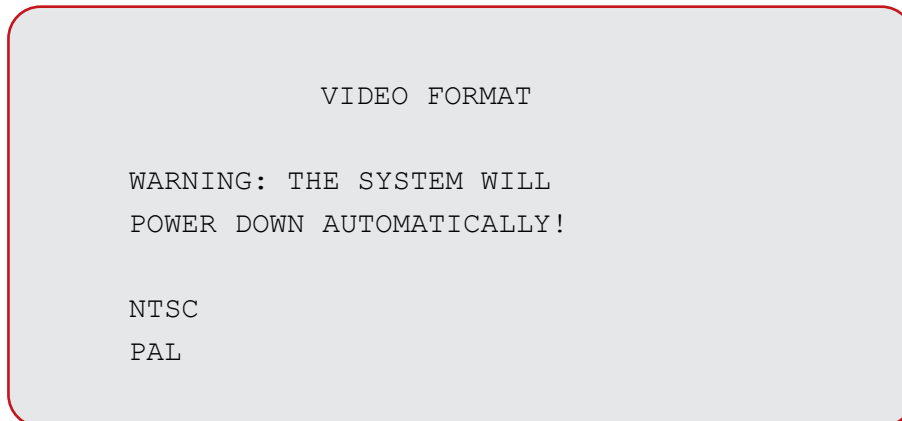 VIDEO FORMAT
WARNING: THE SYSTEM WILL
POWER DOWN AUTOMATICALLY!
NTSC
PAL